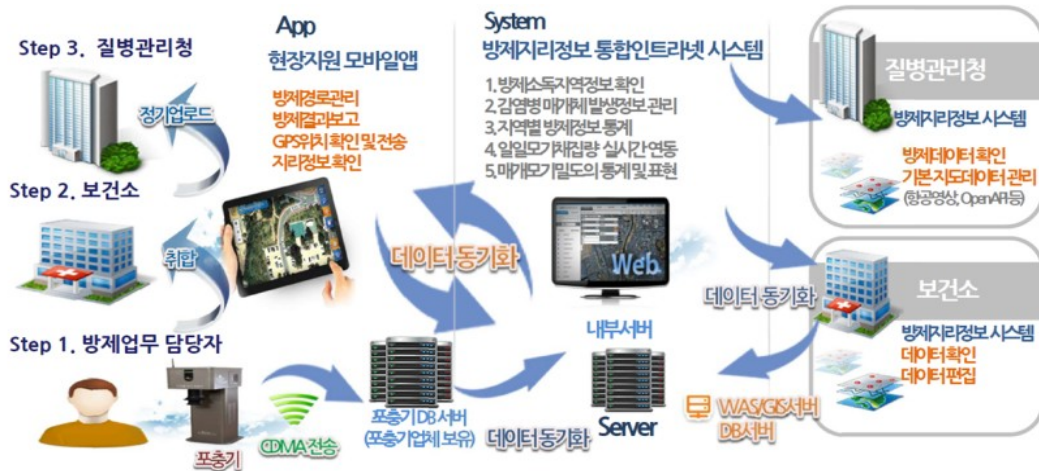 Step 3. 질병관리청
정기업로드
Step 2. 보건소
취합
Step 1. 방제업무 담당자
포충기
CDMA 전송
App
현장지원 모바일앱
방제경로관리
방제결과보고
GPS위치 확인 및 전송
지리정보 확인
데이터 동기화
포충기 DB 서버
(포충기업체 보유)
데이터 동기화
System
방제지리정보 통합인트라넷 시스템
1. 방제소독지역정보 확인
2. 감염병 매개체 발생정보 관리
3. 지역별 방제정보 통계
4. 일일모기채집량 실시간 연동
5. 매개모기밀도의 통계 및 표현
Web
내부서버
Server
데이터 동기화
WAS/GIS서버
DB서버
질병관리청
방제지리정보 시스템
방제데이터 확인
기본 지도데이터 관리
(항공영상, OpenAPI등)
보건소
방제지리정보 시스템
데이터 확인
데이터 편집